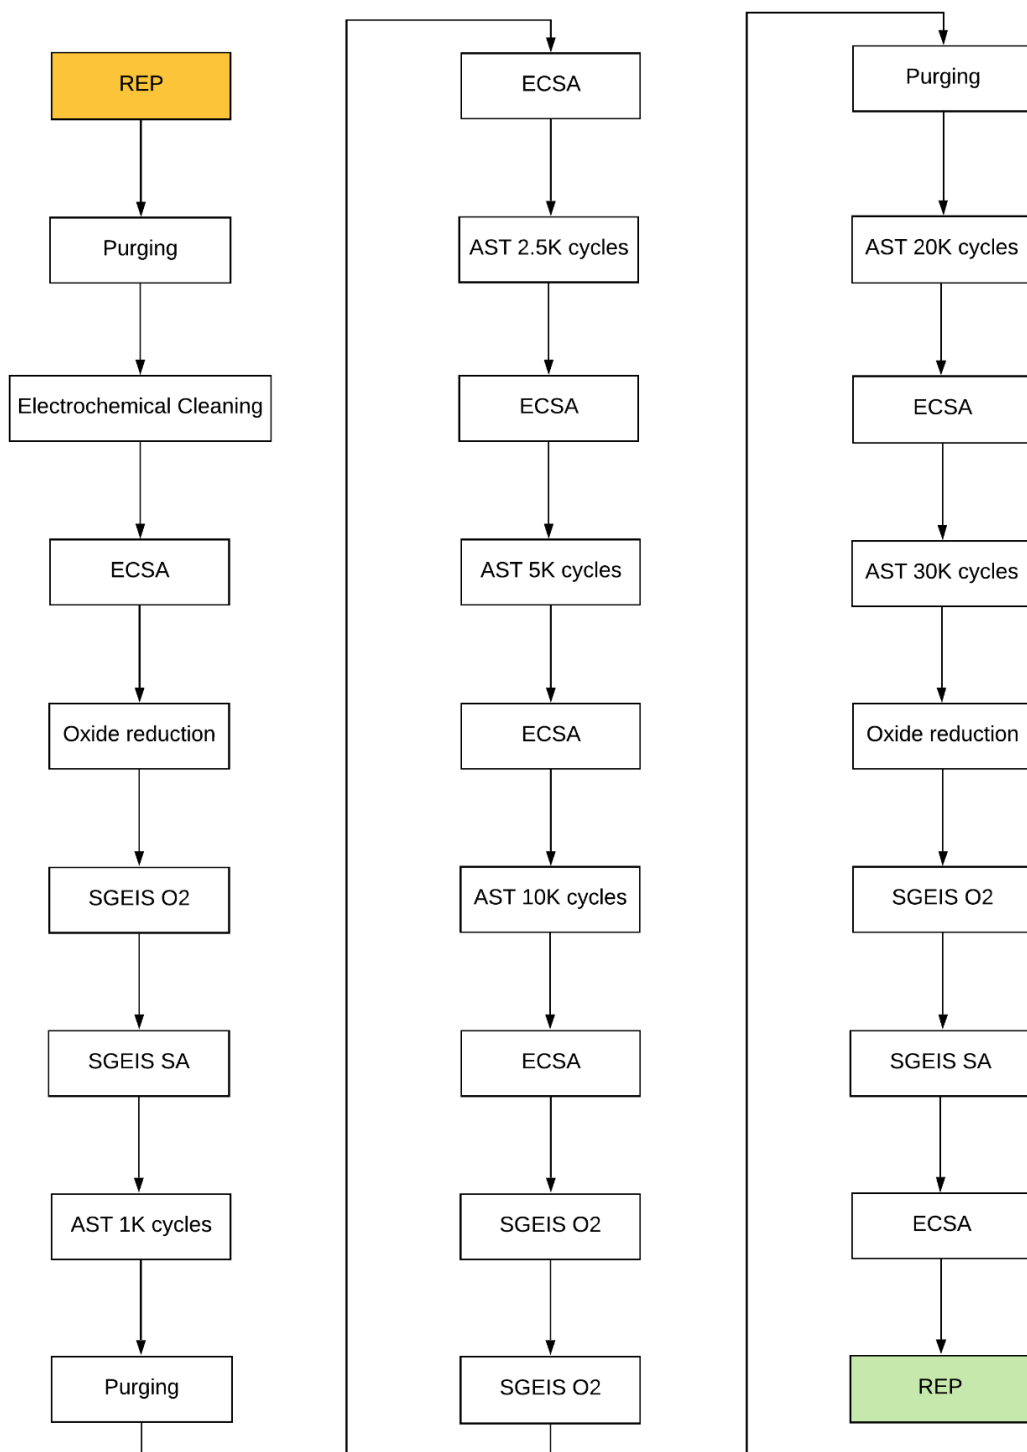 REP
Purging
Electrochemical Cleaning
ECSA
Oxide reduction
SGEIS O2
SGEIS SA
AST 1K cycles
Purging
ECSA
AST 2.5K cycles
ECSA
AST 5K cycles
ECSA
AST 10K cycles
ECSA
SGEIS O2
SGEIS O2
Purging
AST 20K cycles
ECSA
AST 30K cycles
Oxide reduction
SGEIS O2
SGEIS SA
ECSA
REP